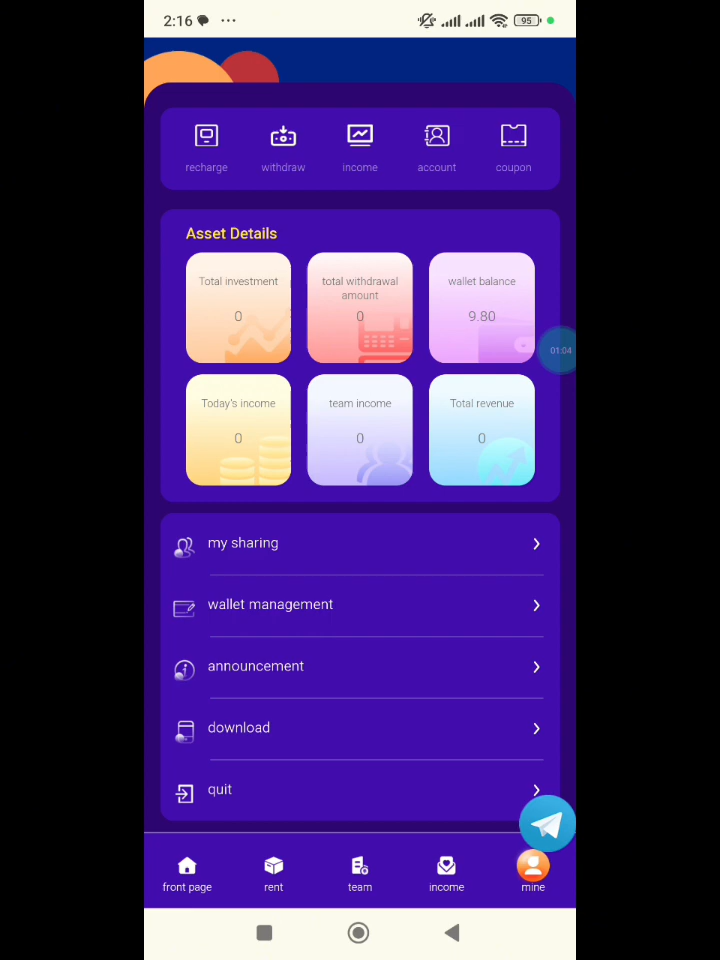 2:16
95
recharge withdraw income account coupon
Asset Details
Total investment
0
total withdrawal
amount
0
wallet balance
9.80
01:04
Today's income
0
team income
0
Total revenue
0
my sharing
wallet management
announcement
download
quit
front page rent team income mine